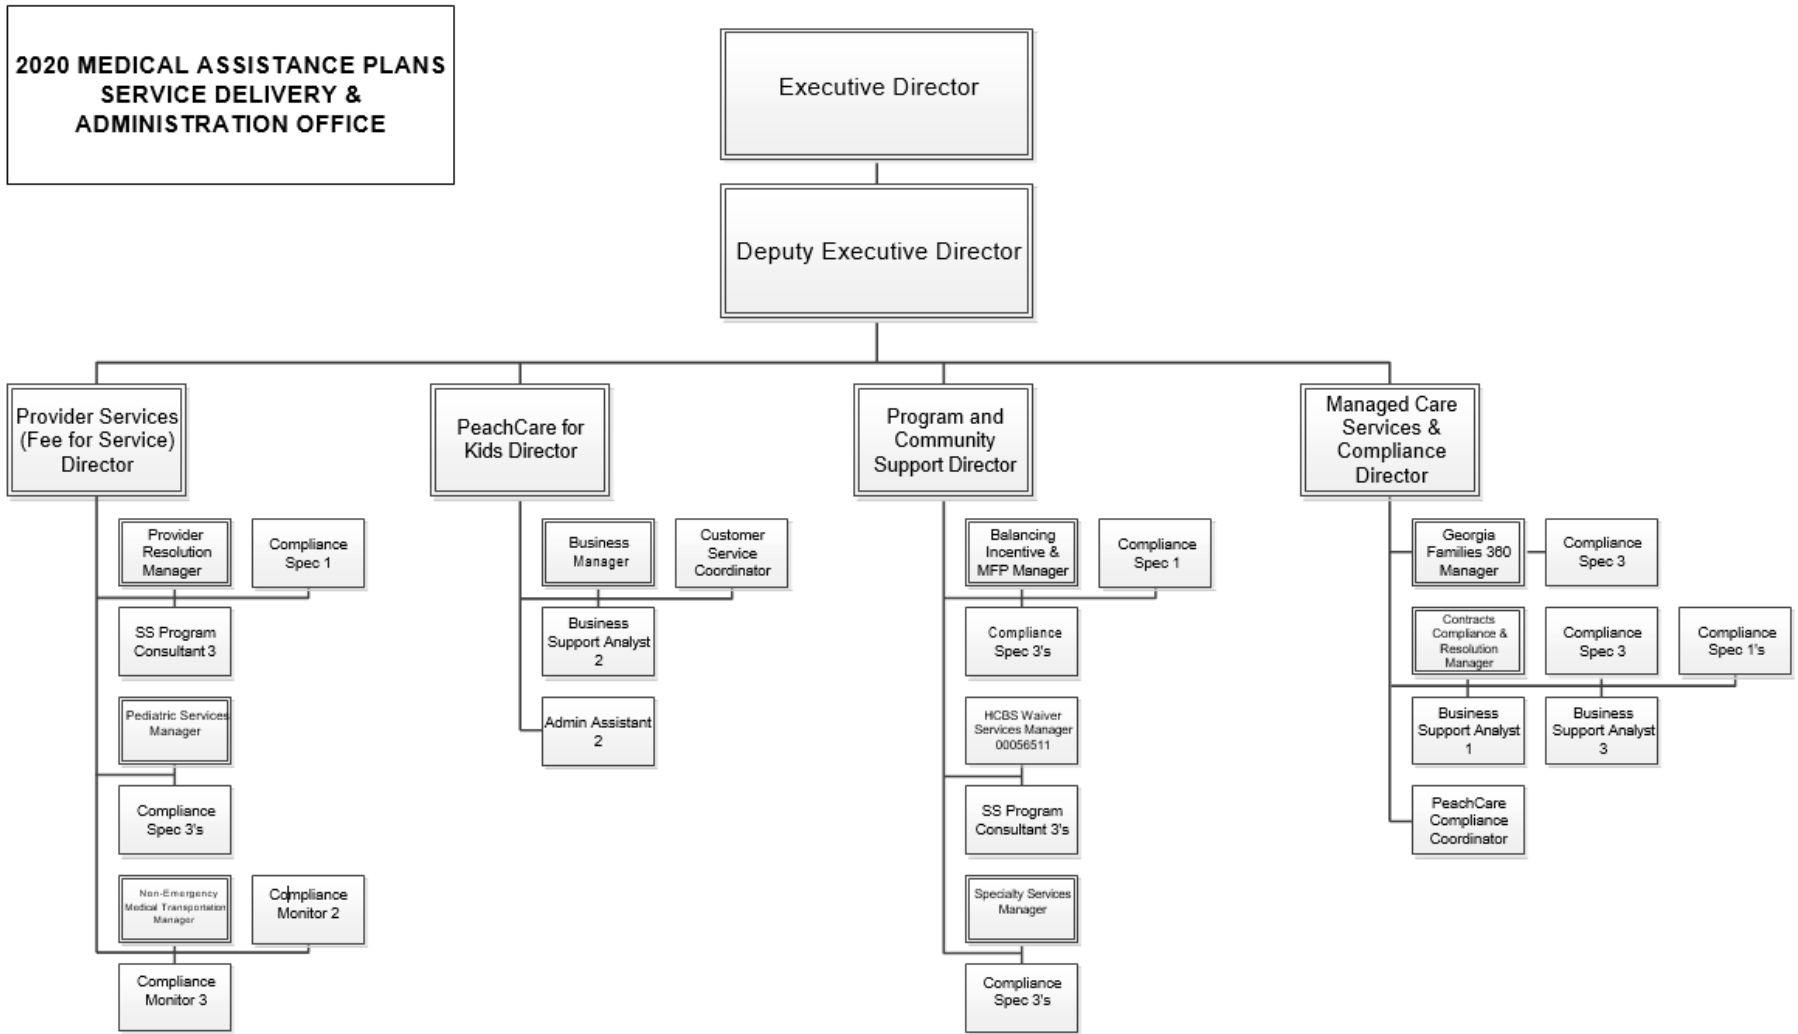 2020 MEDICAL ASSISTANCE PLANS
SERVICE DELIVERY &
ADMINISTRATION OFFICE
Executive Director
Deputy Executive Director
Provider Services
(Fee for Service)
Director
PeachCare for
Kids Director
Program and
Community
Support Director
Managed Care
Services &
Compliance
Director
Provider
Resolution
Manager
Compliance
Spec 1
SS Program
Consultant 3
Pediatric Services
Manager
Compliance
Spec 3's
Non-Emergency
Medical Transportation
Manager
Compliance
Monitor 2
Compliance
Monitor 3
Business
Manager
Customer
Service
Coordinator
Business
Support Analyst
2
Admin Assistant
2
Balancing
Incentive &
MFP Manager
Compliance
Spec 1
Compliance
Spec 3's
HCBS Waiver
Services Manager
00056511
SS Program
Consultant 3's
Specialty Services
Manager
Compliance
Spec 3's
Georgia
Families 360
Manager
Compliance
Spec 3
Contracts
Compliance &
Resolution
Manager
Compliance
Spec 3
Compliance
Spec 1's
Business
Support Analyst
1
Business
Support Analyst
3
PeachCare
Compliance
Coordinator